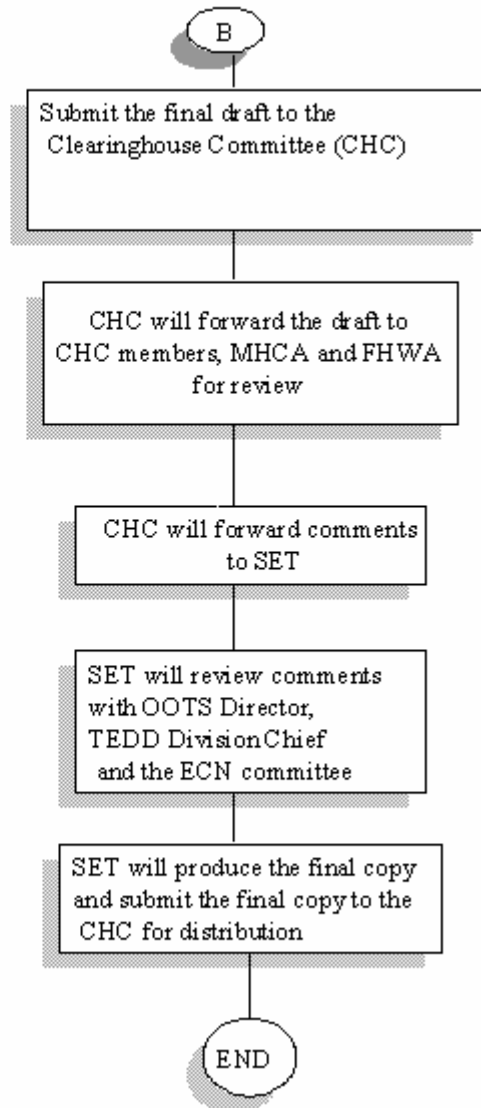 B
Submit the final draft to the
Clearinghouse Committee (CHC)
CHC will forward the draft to
CHC members, MHCA and FHWA
for review
CHC will forward comments
to SET
SET will review comments
with OOTS Director,
TEDD Division Chief
and the ECN committee
SET will produce the final copy
and submit the final copy to the
CHC for distribution
END